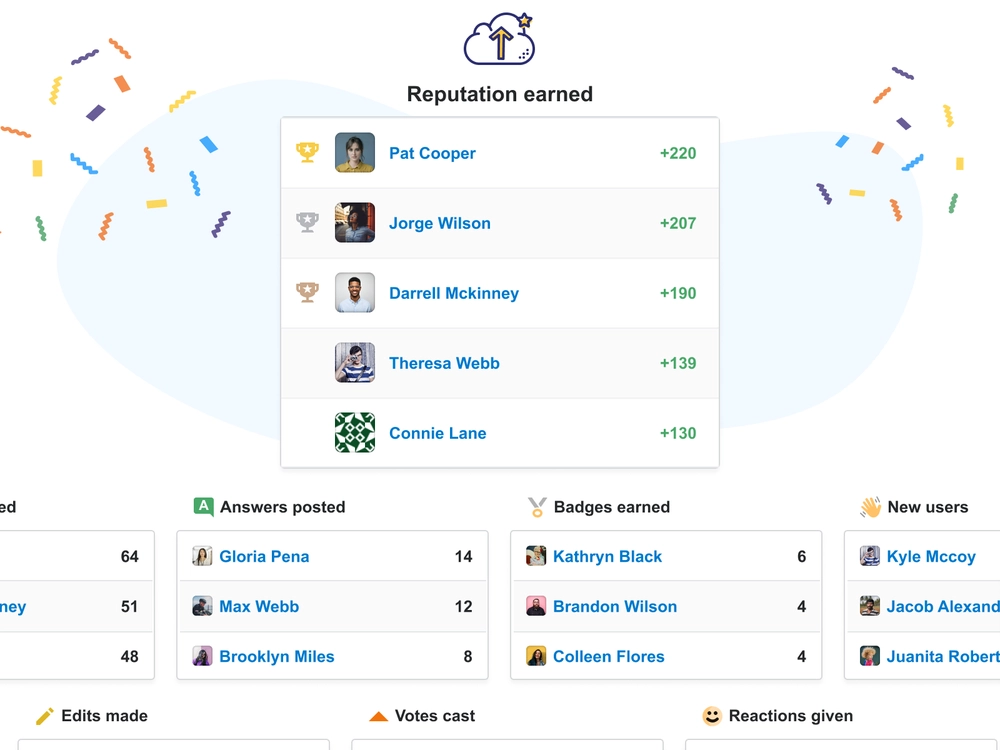 Reputation earned
Pat Cooper +220
Jorge Wilson +207
Darrell Mckinney +190
Theresa Webb +139
Connie Lane +130
ed
64
ney 51
48
A Answers posted
Gloria Pena 14
Max Webb 12
Brooklyn Miles 8
Badges earned
Kathryn Black 6
Brandon Wilson 4
Colleen Flores 4
New users
Kyle Mccoy
Jacob Alexand
Juanita Robert
Edits made
Votes cast
Reactions given